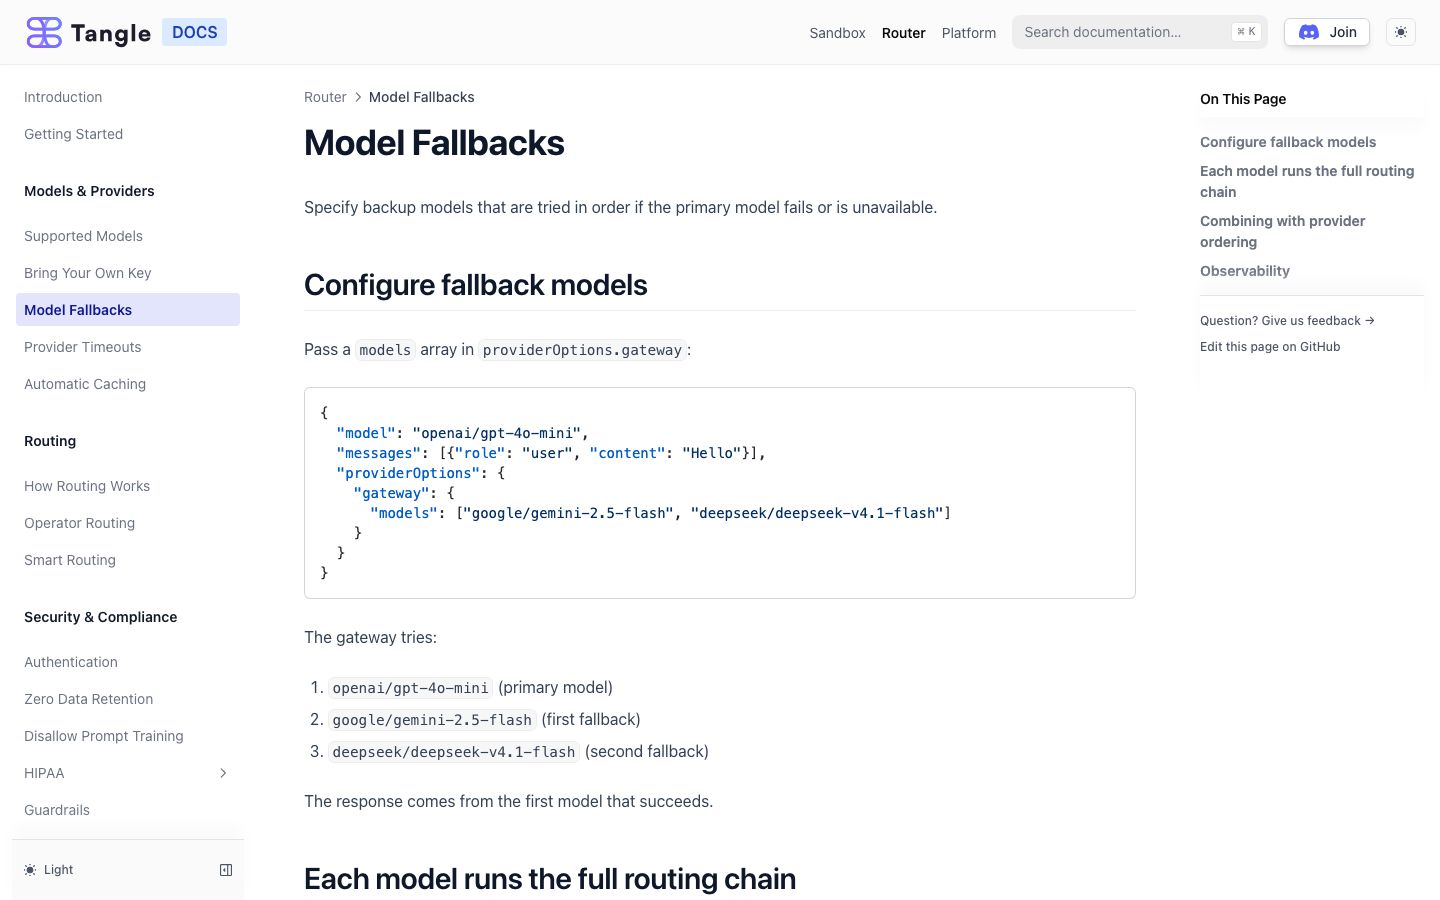 Tangle DOCS
Sandbox Router Platform Search documentation... ⌘ K Join
Introduction
Getting Started
Models & Providers
Supported Models
Bring Your Own Key
Model Fallbacks
Provider Timeouts
Automatic Caching
Routing
How Routing Works
Operator Routing
Smart Routing
Security & Compliance
Authentication
Zero Data Retention
Disallow Prompt Training
HIPAA
Guardrails
Light
Router > Model Fallbacks
Model Fallbacks
Specify backup models that are tried in order if the primary model fails or is unavailable.
Configure fallback models
Pass a models array in providerOptions.gateway:
{
  "model": "openai/gpt-4o-mini",
  "messages": [{"role": "user", "content": "Hello"}],
  "providerOptions": {
    "gateway": {
      "models": ["google/gemini-2.5-flash", "deepseek/deepseek-v4.1-flash"]
    }
  }
}
The gateway tries:
1. openai/gpt-4o-mini (primary model)
2. google/gemini-2.5-flash (first fallback)
3. deepseek/deepseek-v4.1-flash (second fallback)
The response comes from the first model that succeeds.
Each model runs the full routing chain
On This Page
Configure fallback models
Each model runs the full routing
chain
Combining with provider
ordering
Observability
Question? Give us feedback →
Edit this page on GitHub